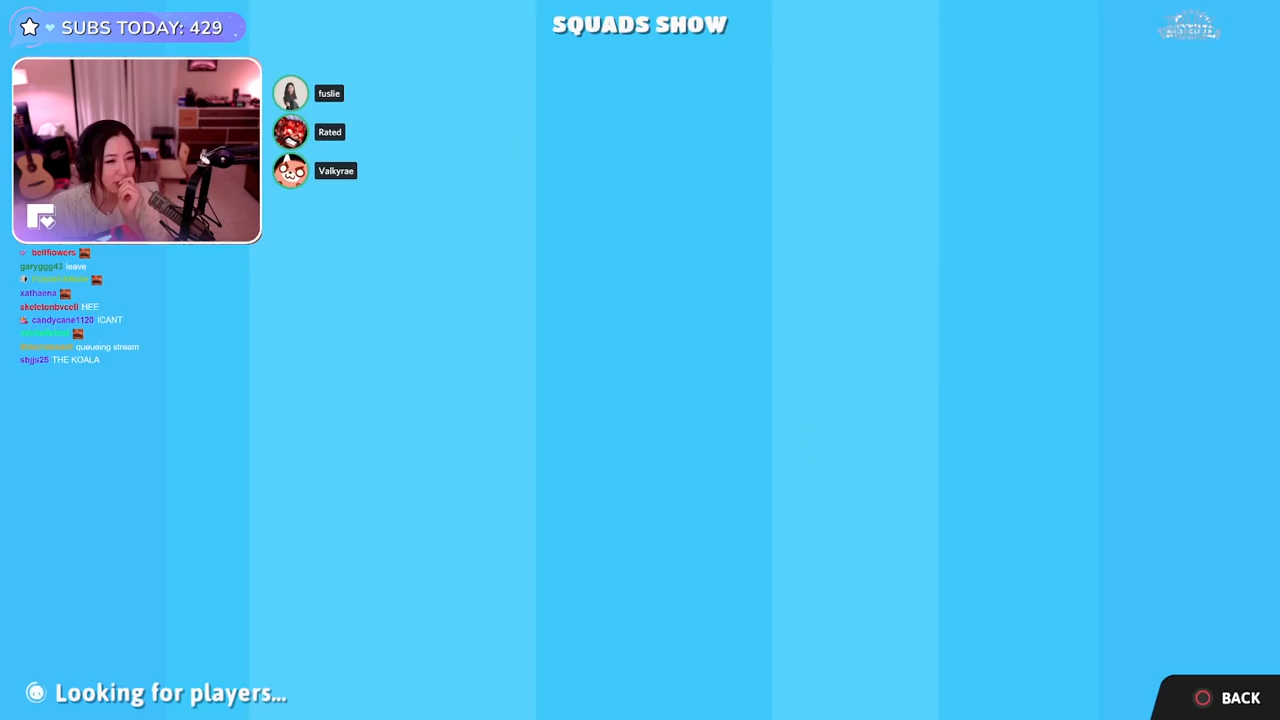 SUBS TODAY: 429
SQUADS SHOW
fuslie
Rated
Valkyrae
bellflowers
garyggg43 leave
xathaena
skeletonbvcell HEE
candycane1120 ICANT
queueing stream
sbjjs25 THE KOALA
Looking for players...
BACK